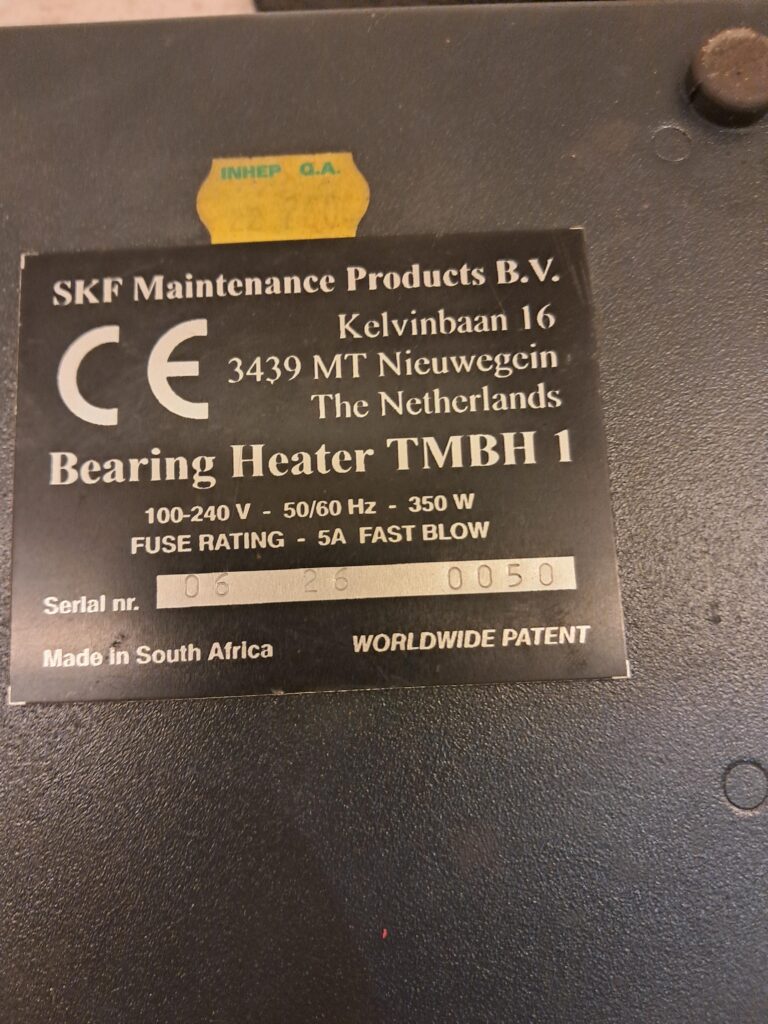 INHEP Q.A.
SKF Maintenance Products B.V.
CE
Kelvinbaan 16
3439 MT Nieuwegein
The Netherlands
Bearing Heater TMBH 1
100-240 V - 50/60 Hz - 350 W
FUSE RATING - 5A FAST BLOW
Serial nr. 06 26 0050
Made in South Africa WORLDWIDE PATENT